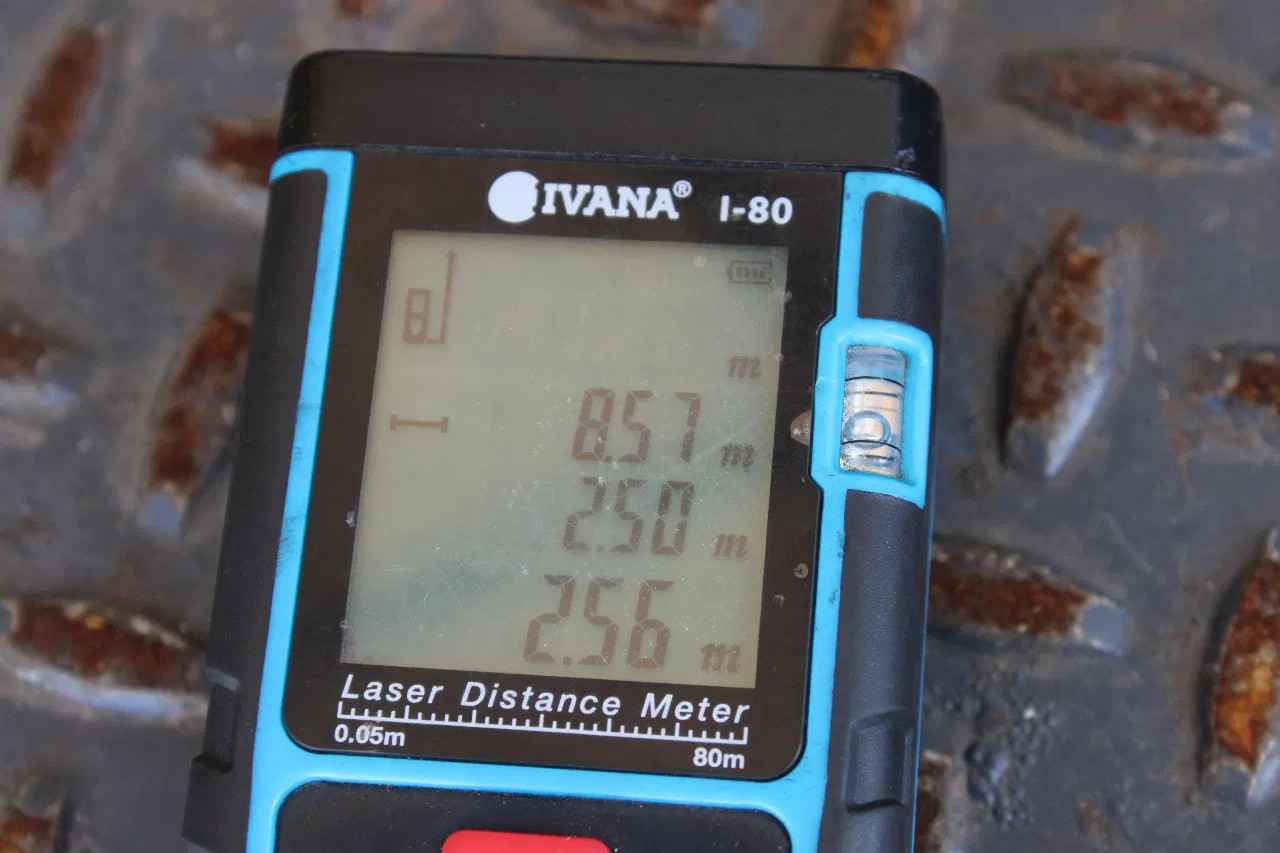 IVANA® I-80
m
8.57 m
2.50 m
2.56 m
Laser Distance Meter
0.05m 80m